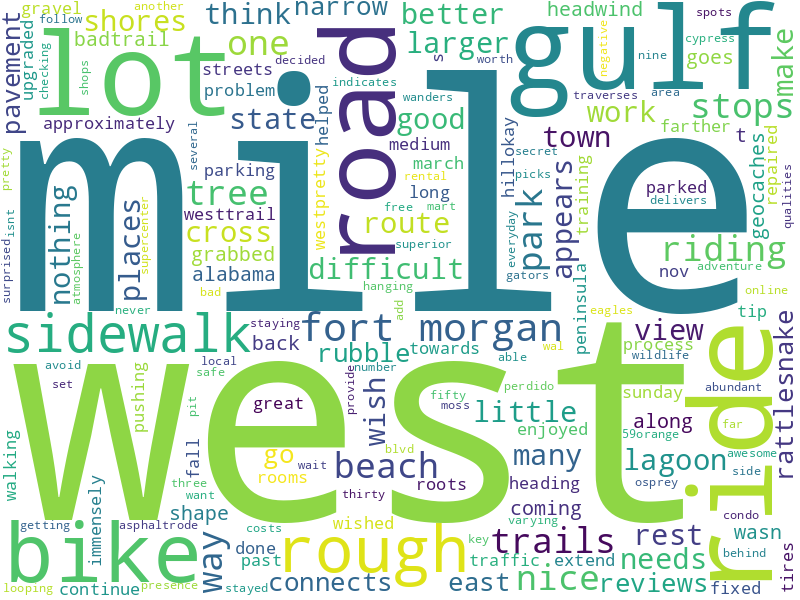 gravel
another
follow
shores
think
narrow
better
headwind
spots
gulf
make
pavement
upgraded
checking
badtrail
lot
one
larger
road
s
negative
nine
cypress
goes
area
shops
streets
indicates
worth
decided
problem
helped
wanders
traverses
work
stops
approximately
state
good
medium
hillokay
secret
town
farther
t
repaired
mile
pretty
several
parking
march
picks
parked
delivers
geocaches
qualities
tree
westtrail
long
everyday
park
appears
training
surprised
isnt
nothing
atmosphere
places
supercenter
cross
grabbed
alabama
westpretty
free
mart
rental
route
superior
gators
riding
nov
adventure
difficult
hanging
add
bad
never
eagles
online
peninsula
tip
sidewalk
staying
back
fort morgan
view
process
wildlife
rattlesnake
avoid
local
safe
rubble
towards
able
wal
number
set
pushing
west
great
provide
wish
fifty
perdido
moss
little
sunday
abundant
ride
along
far
59orange
enjoyed
walking
pit
fall
go
rooms
wait
blvd
beach
roots
thirty
many
heading
coming
lagoon
awesome
side
osprey
condo
three
want
immensely
shape
wished
varying
key
trails
rest
wasn
behind
tires
bike
getting
asphaltrode
way
done
past
costs
rough
traffic
extend
needs
looping
continue
presence
stayed
connects
east
nice
reviews
fixed